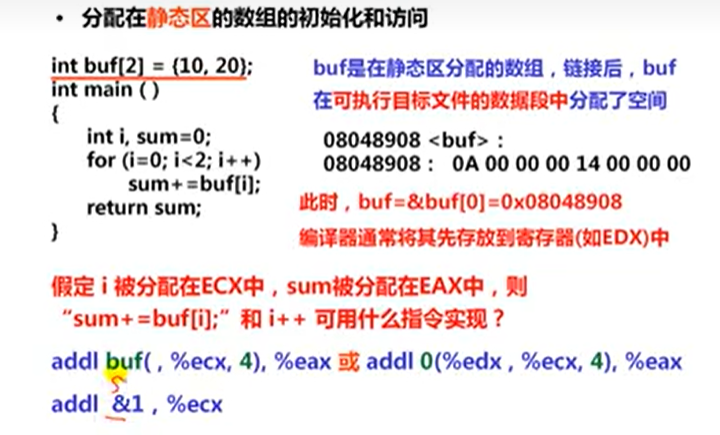 • 分配在静态区的数组的初始化和访问
int buf[2] = {10, 20};
int main ( )
{
int i, sum=0;
for (i=0; i<2; i++)
sum+=buf[i];
return sum;
}
buf是在静态区分配的数组，链接后，buf
在可执行目标文件的数据段中分配了空间
08048908 <buf>：
08048908： 0A 00 00 00 14 00 00 00
此时，buf=&buf[0]=0x08048908
编译器通常将其先存放到寄存器(如EDX)中
假定 i 被分配在ECX中，sum被分配在EAX中，则
“sum+=buf[i];”和 i++ 可用什么指令实现？
addl buf( , %ecx, 4), %eax 或 addl 0(%edx , %ecx, 4), %eax
addl &1 , %ecx